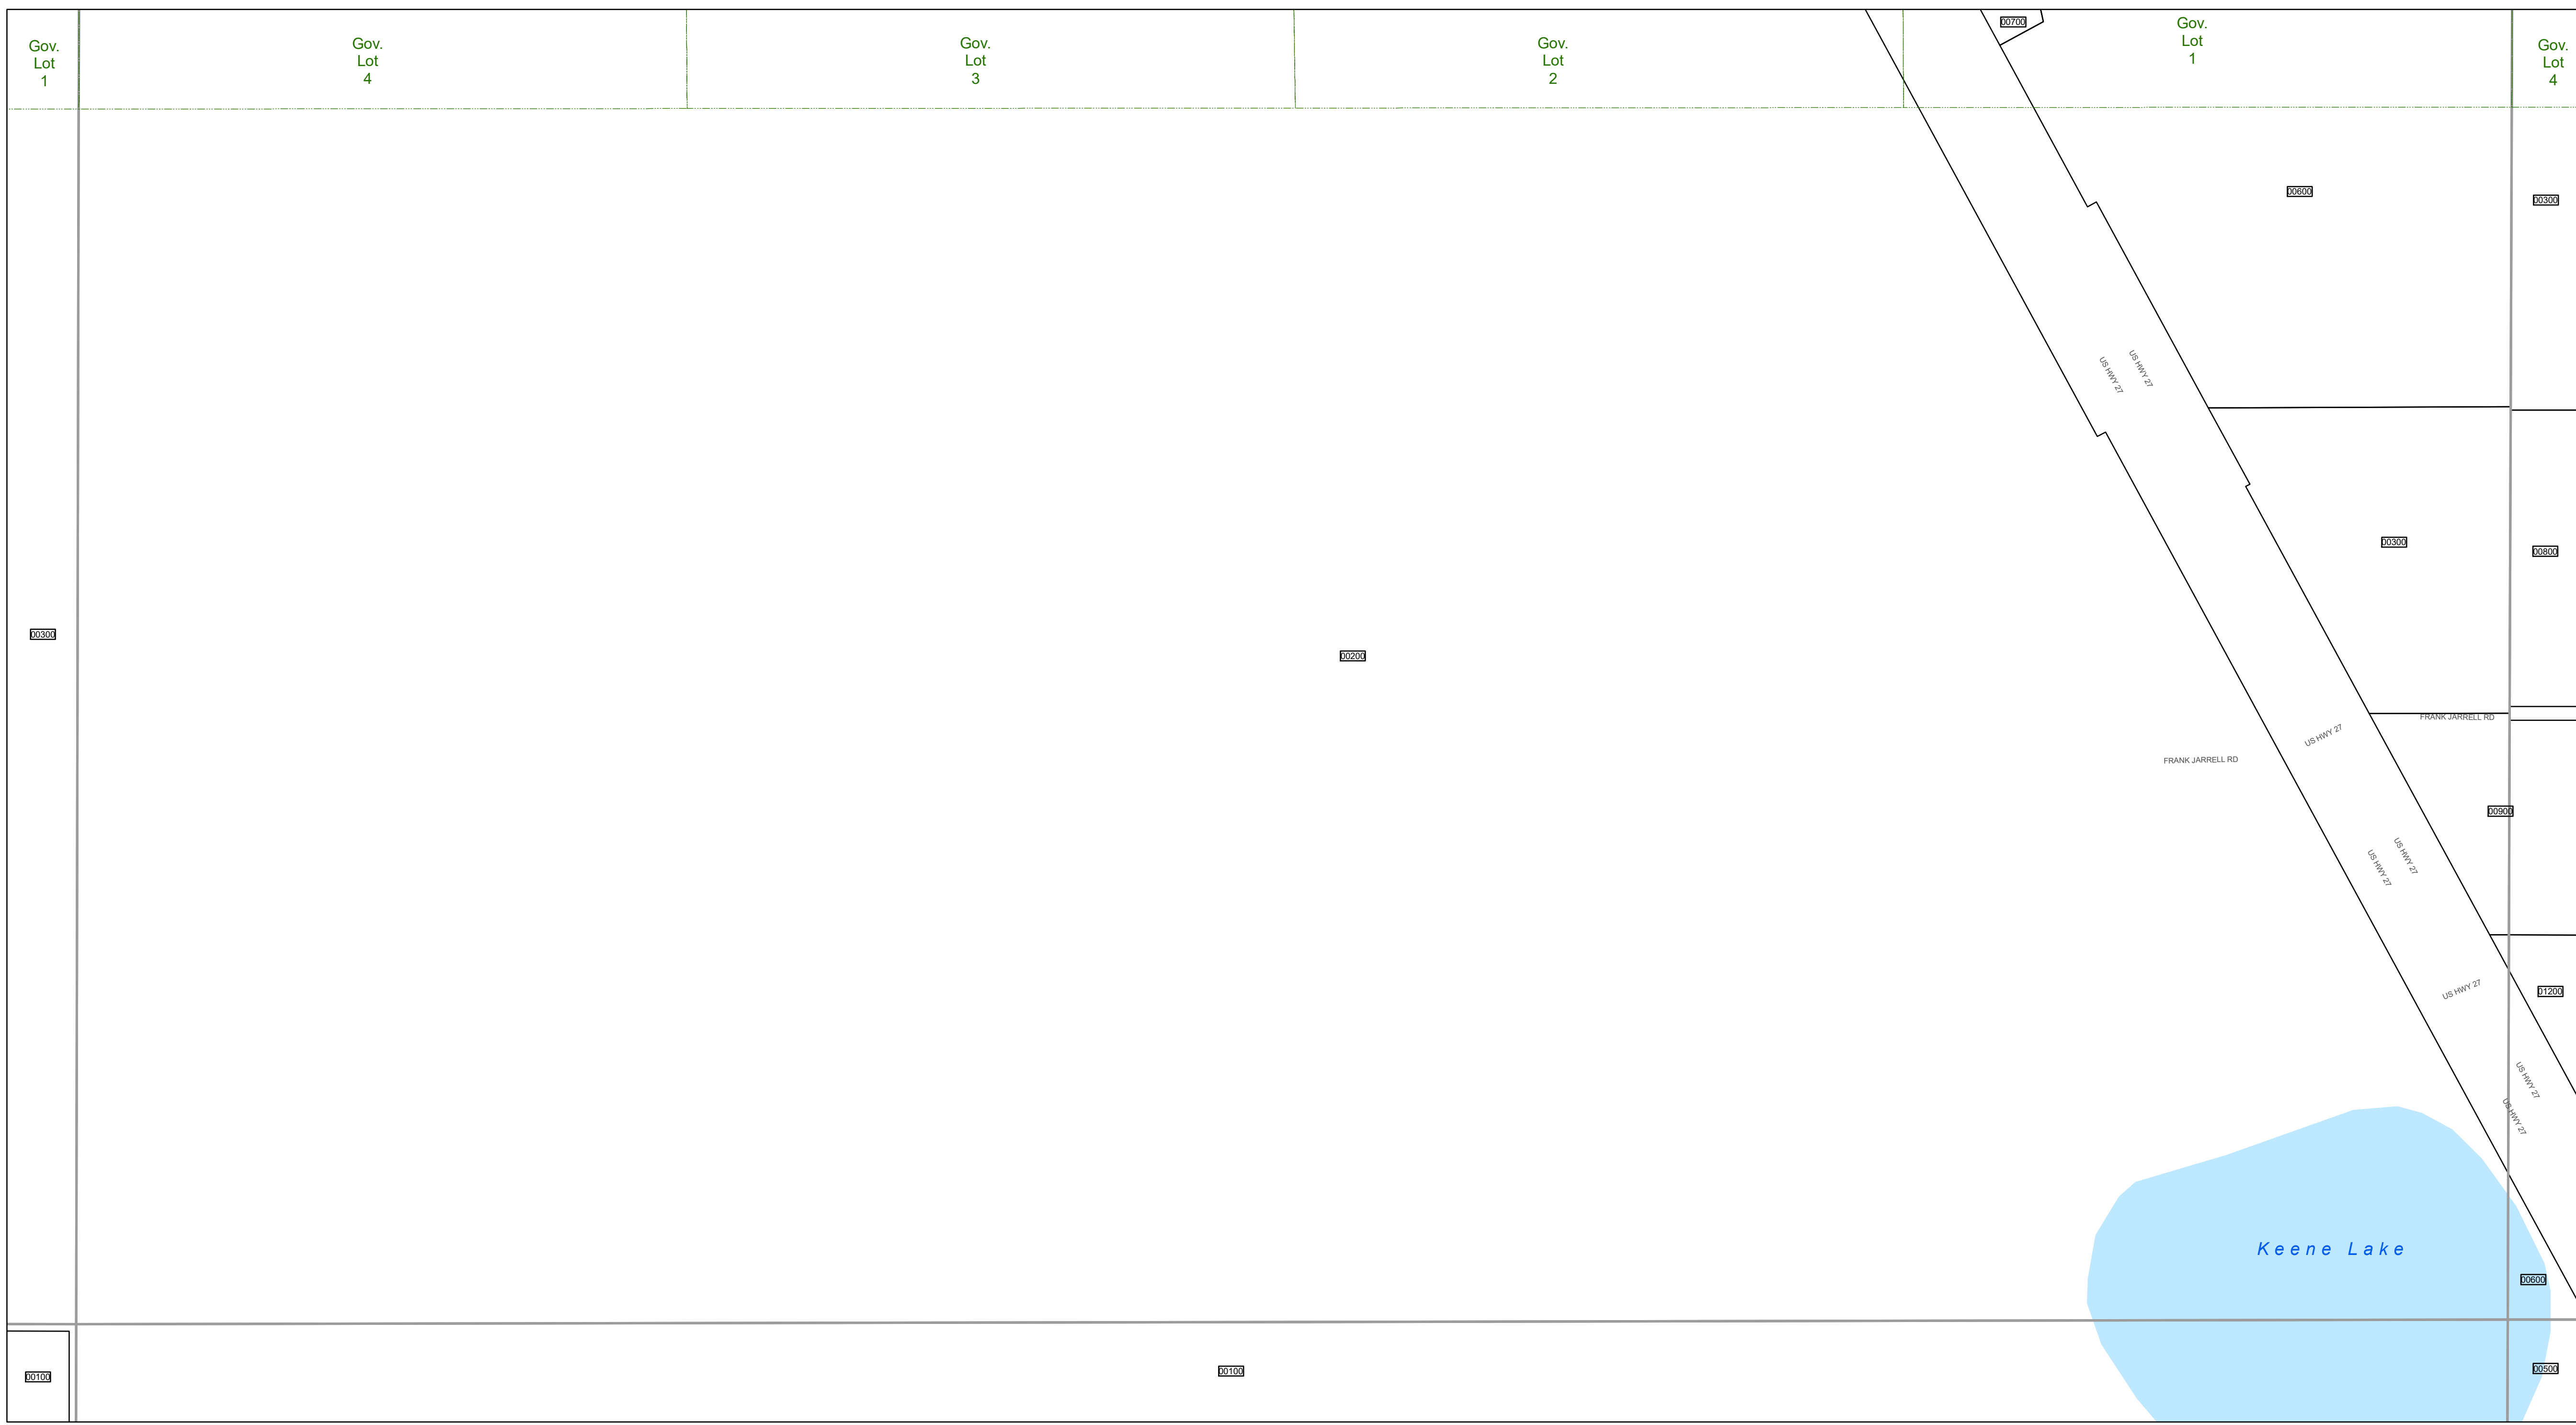 Gov.
Lot
1
Gov.
Lot
4
Gov.
Lot
3
Gov.
Lot
2
00700
Gov.
Lot
1
Gov.
Lot
4
00600
00300
US HWY 27
US HWY 27
00300
00800
00300
00200
FRANK JARRELL RD
US HWY 27
FRANK JARRELL RD
00900
US HWY 27
US HWY 27
US HWY 27
01200
US HWY 27
US HWY 27
Keene Lake
00600
00100
00100
00500